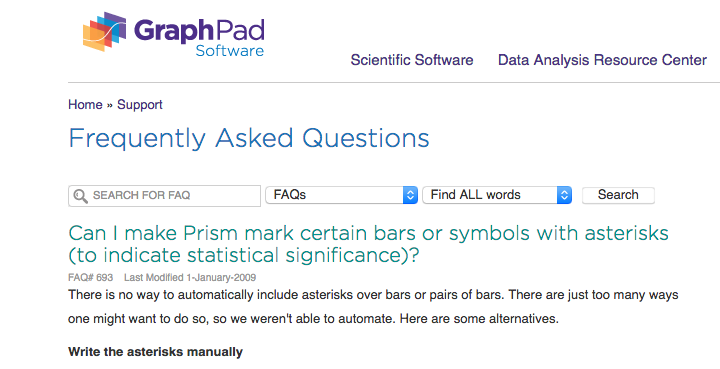 GraphPad
Software
Scientific Software Data Analysis Resource Center
Home » Support
Frequently Asked Questions
SEARCH FOR FAQ FAQs Find ALL words Search
Can I make Prism mark certain bars or symbols with asterisks
(to indicate statistical significance)?
FAQ# 693 Last Modified 1-January-2009
There is no way to automatically include asterisks over bars or pairs of bars. There are just too many ways
one might want to do so, so we weren't able to automate. Here are some alternatives.
Write the asterisks manually